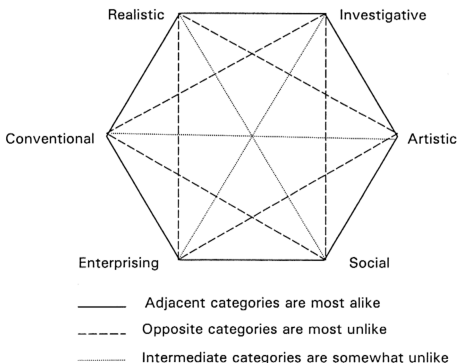 Realistic
Investigative
Conventional
Artistic
Enterprising
Social
Adjacent categories are most alike
Opposite categories are most unlike
Intermediate categories are somewhat unlike